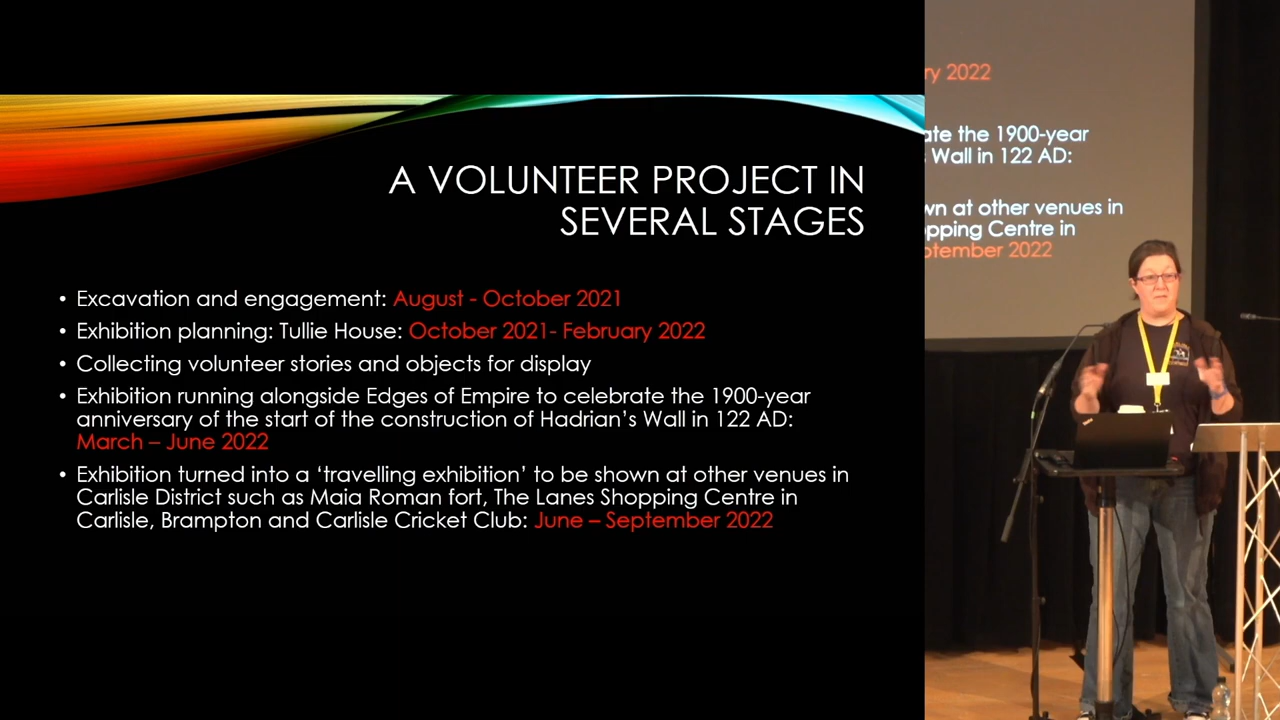 A VOLUNTEER PROJECT IN
SEVERAL STAGES
• Excavation and engagement: August - October 2021
• Exhibition planning: Tullie House: October 2021- February 2022
• Collecting volunteer stories and objects for display
• Exhibition running alongside Edges of Empire to celebrate the 1900-year
anniversary of the start of the construction of Hadrian's Wall in 122 AD:
March – June 2022
• Exhibition turned into a 'travelling exhibition' to be shown at other venues in
Carlisle District such as Maia Roman fort, The Lanes Shopping Centre in
Carlisle, Brampton and Carlisle Cricket Club: June – September 2022
ry 2022
ate the 1900-year
Wall in 122 AD:
wn at other venues in
pping Centre in
ptember 2022